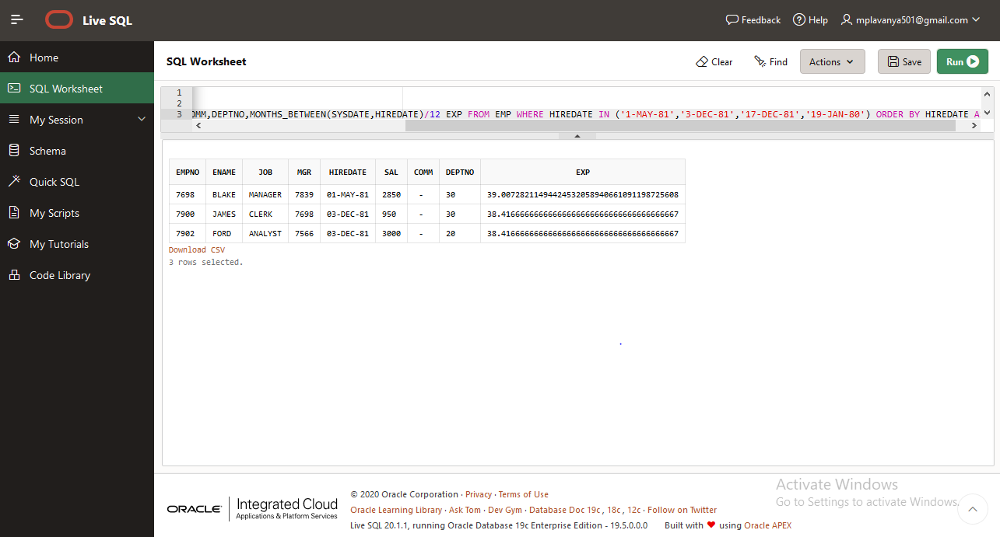 Live SQL
Feedback Help mplavanya501@gmail.com
Home
SQL Worksheet
My Session
Schema
Quick SQL
My Scripts
My Tutorials
Code Library
SQL Worksheet
Clear Find Actions Save Run
1
2
3 OMM,DEPTNO,MONTHS_BETWEEN(SYSDATE,HIREDATE)/12 EXP FROM EMP WHERE HIREDATE IN ('1-MAY-81','3-DEC-81','17-DEC-81','19-JAN-80') ORDER BY HIREDATE A
EMPNO ENAME JOB MGR HIREDATE SAL COMM DEPTNO EXP
7698 BLAKE MANAGER 7839 01-MAY-81 2850 - 30 39.0072821149442453205894066109119872560​8
7900 JAMES CLERK 7698 03-DEC-81 950 - 30 38.4166666666666666666666666666666666666667
7902 FORD ANALYST 7566 03-DEC-81 3000 - 20 38.4166666666666666666666666666666666666667
Download CSV
3 rows selected.
ORACLE Integrated Cloud
Applications & Platform Services
© 2020 Oracle Corporation · Privacy · Terms of Use
Oracle Learning Library · Ask Tom · Dev Gym · Database Doc 19c, 18c, 12c · Follow on Twitter
Live SQL 20.1.1, running Oracle Database 19c Enterprise Edition - 19.5.0.0.0 Built with ❤ using Oracle APEX
Activate Windows
Go to Settings to activate Windows.